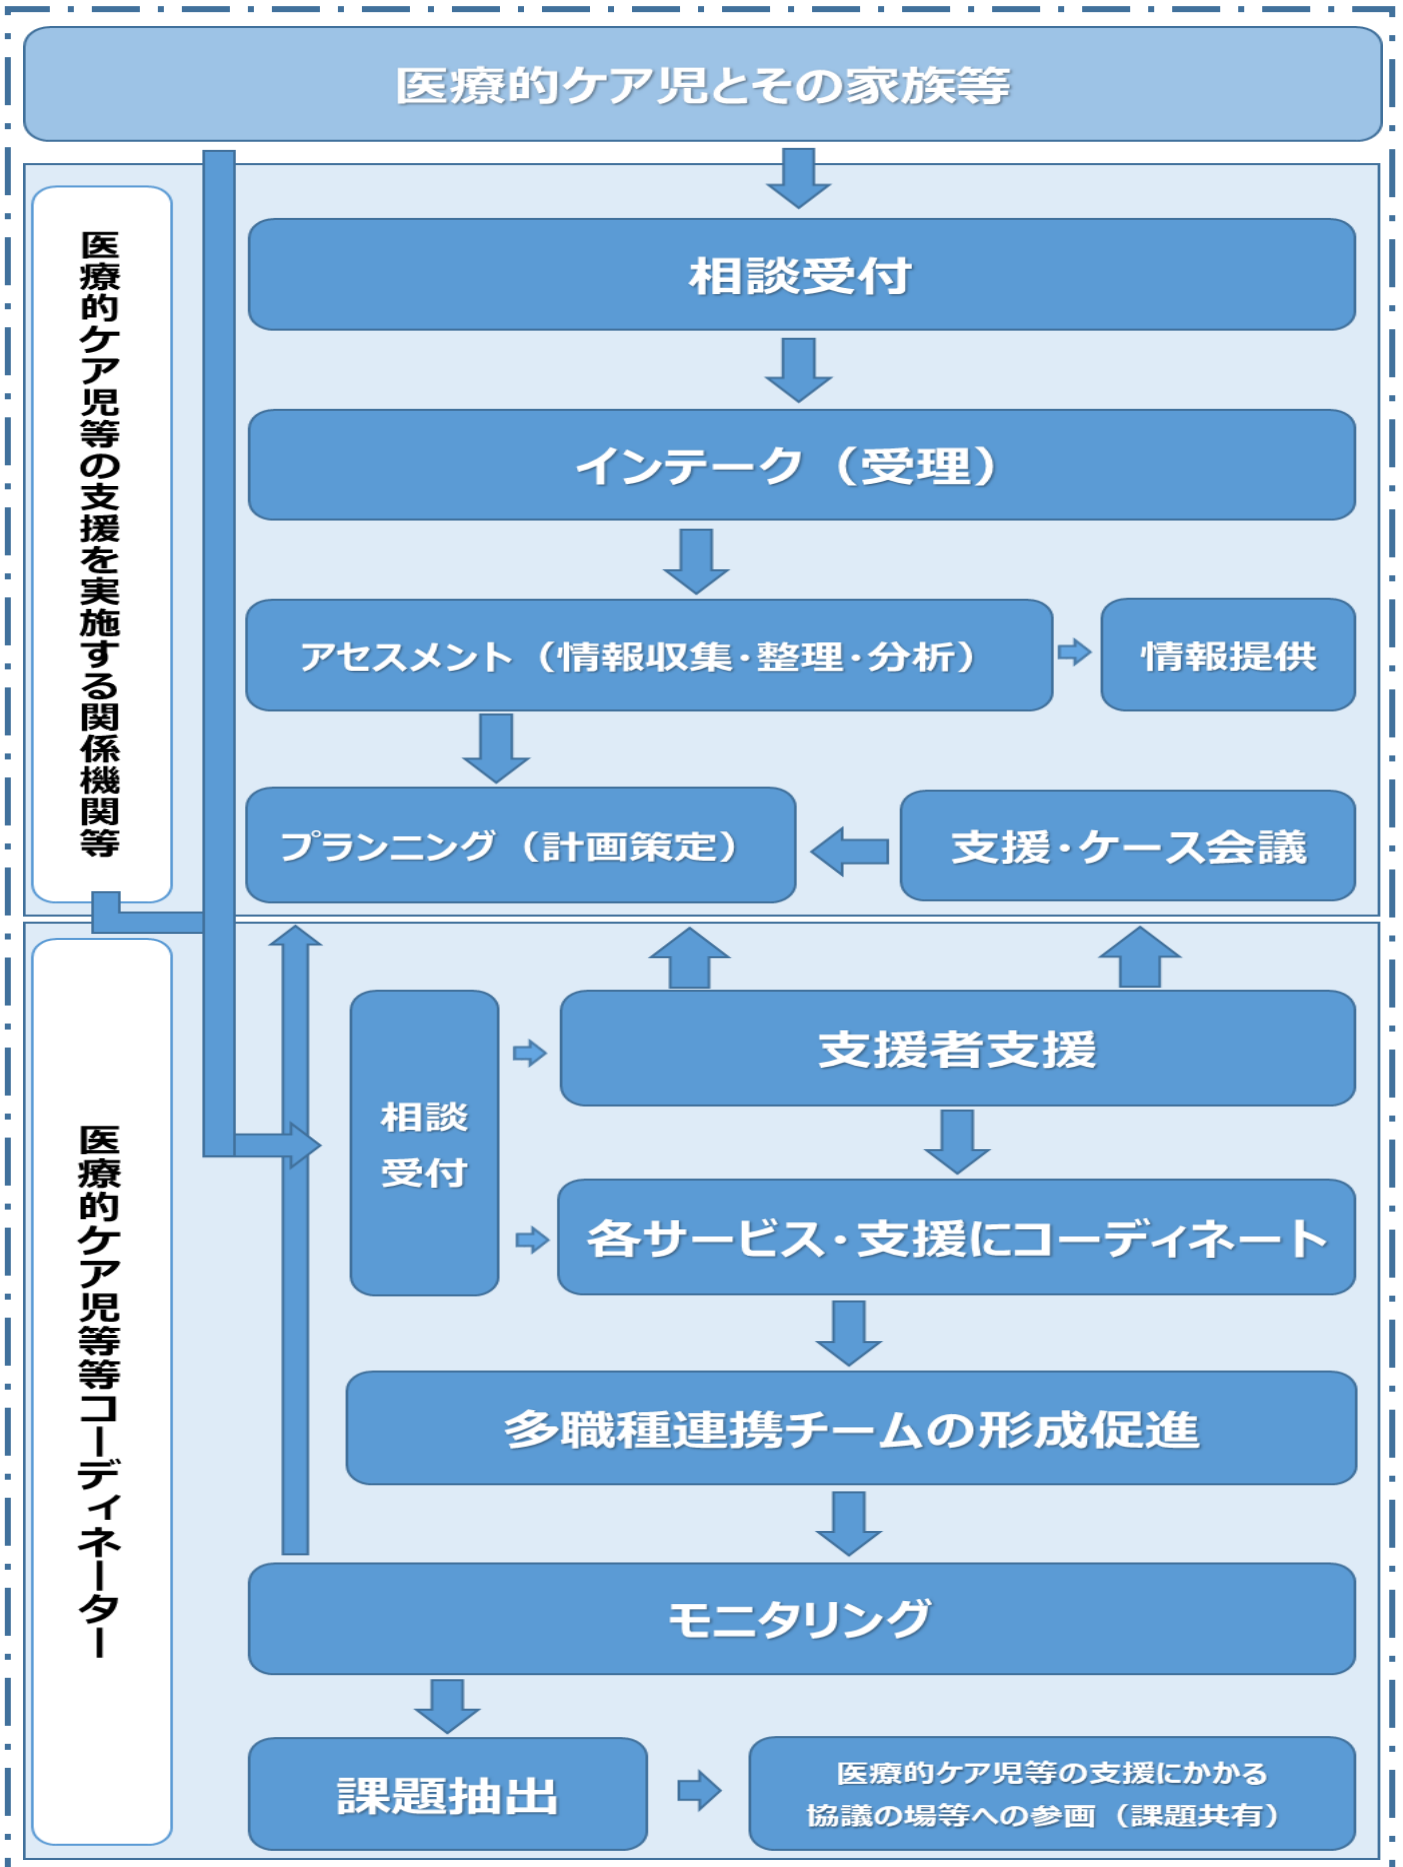 医療的ケア児とその家族等
医療的ケア児等の支援を実施する関係機関等
相談受付
インテーク（受理）
アセスメント（情報収集・整理・分析）
情報提供
プランニング（計画策定）
支援・ケース会議
医療的ケア児等等コーディネーター
相談
受付
支援者支援
各サービス・支援にコーディネート
多職種連携チームの形成促進
モニタリング
課題抽出
医療的ケア児等の支援にかかる
協議の場等への参画（課題共有）